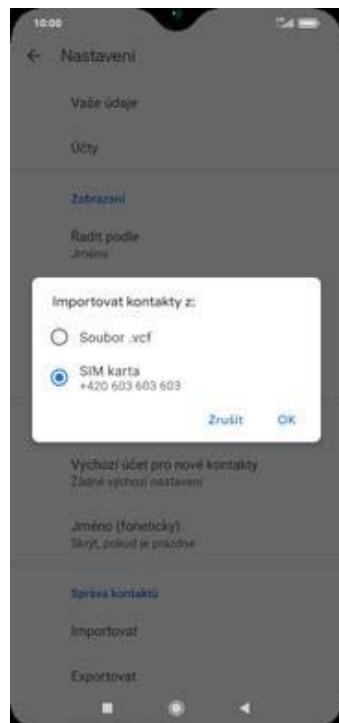 10:00
Nastavení
Vaše údaje
Účty
Zobrazení
Řadit podle
Jméno
Importovat kontakty z:
Soubor .vcf
SIM karta
+420 603 603 603
Zrušit OK
Výchozí účet pro nové kontakty
Žádné výchozí nastavení
Jméno (foneticky)
Skrýt, pokud je prázdné
Správa kontaktů
Importovat
Exportovat